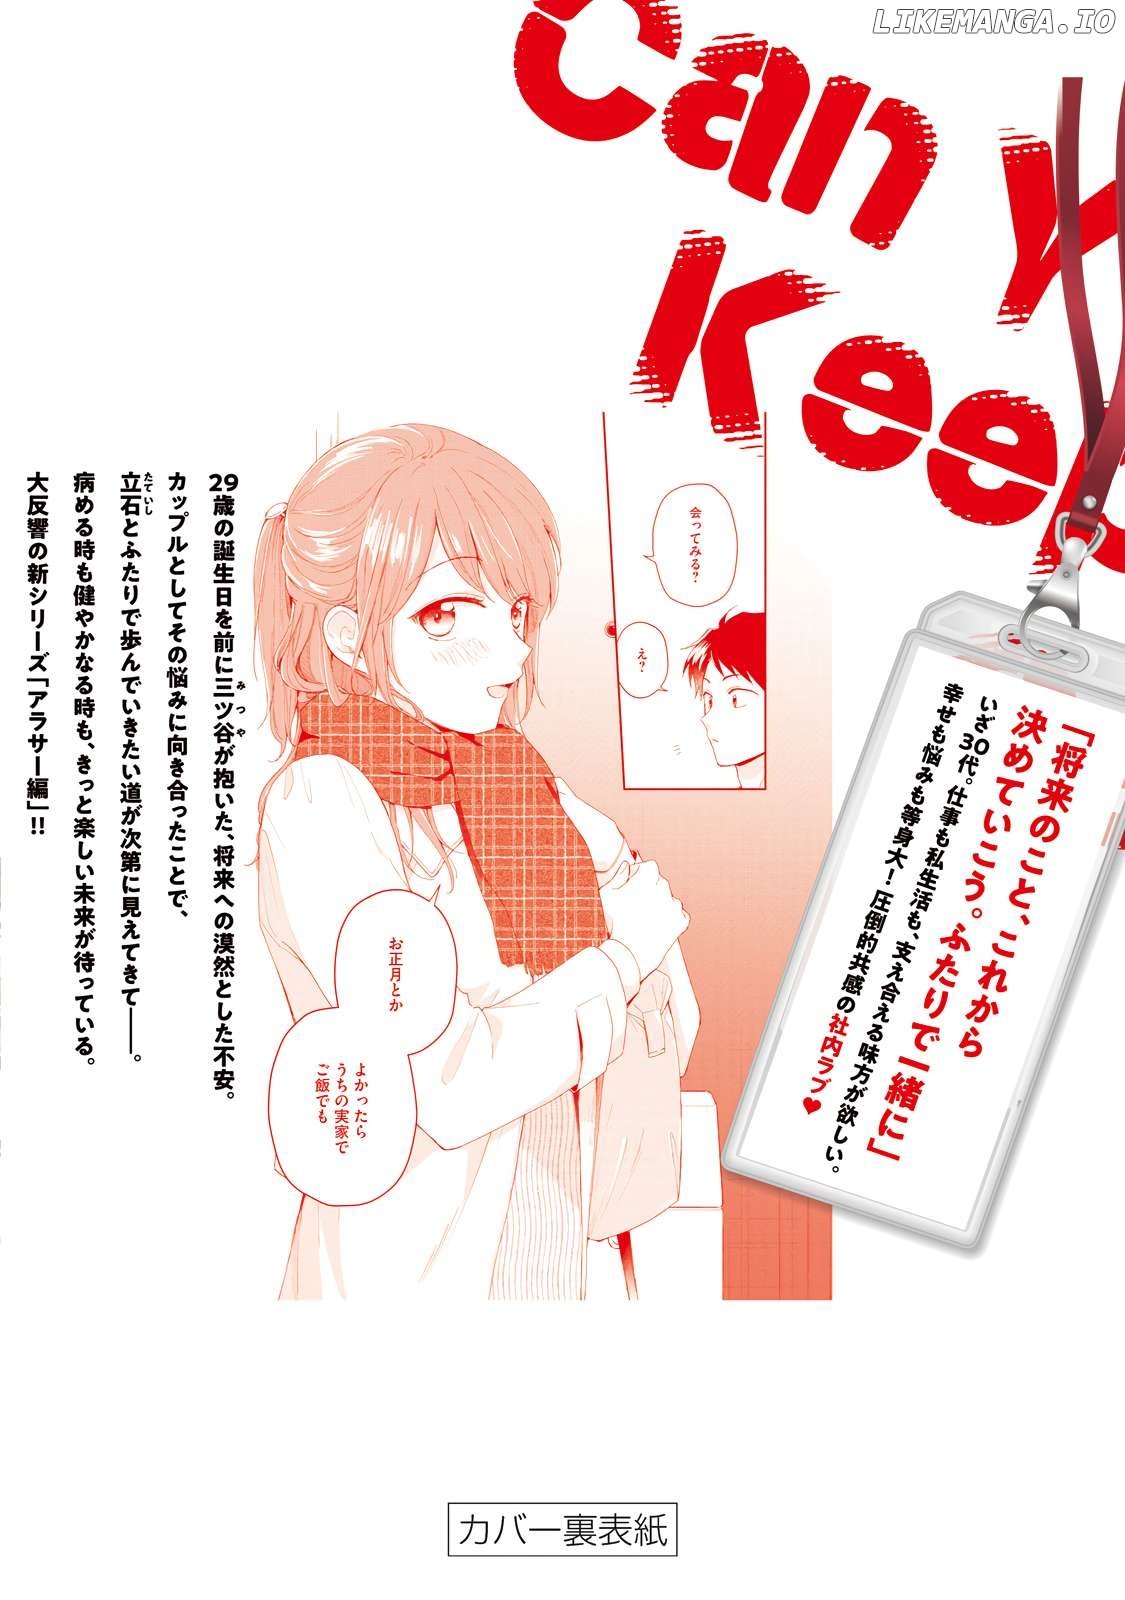 LIKEMANGA.IO
Can Y
Keep
「将来のこと、これから
決めていこう。ふたりで一緒に」
いざ30代。仕事も私生活も、支え合える味方が欲しい。
幸せも悩みも等身大!圧倒的共感の社内ラブ♥
会ってみる?
え?
お正月とか
よかったら
うちの実家で
ご飯でも
29歳の誕生日を前に三ツ谷が抱いた、将来への漠然とした不安。
みつや
カップルとしてその悩みに向き合ったことで、
立石とふたりで歩んでいきたい道が次第に見えてきて――。
たていし
病める時も健やかなる時も、きっと楽しい未来が待っている。
大反響の新シリーズ「アラサー編」!!
カバー裏表紙